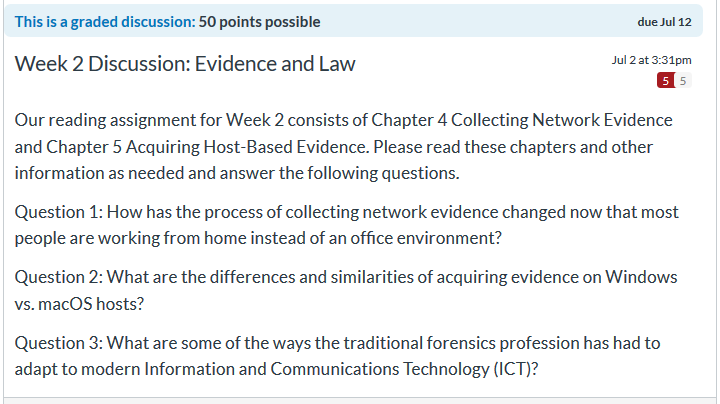 This is a graded discussion: 50 points possible
due Jul 12
Week 2 Discussion: Evidence and Law
Jul 2 at 3:31pm
5 5
Our reading assignment for Week 2 consists of Chapter 4 Collecting Network Evidence
and Chapter 5 Acquiring Host-Based Evidence. Please read these chapters and other
information as needed and answer the following questions.
Question 1: How has the process of collecting network evidence changed now that most
people are working from home instead of an office environment?
Question 2: What are the differences and similarities of acquiring evidence on Windows
vs. macOS hosts?
Question 3: What are some of the ways the traditional forensics profession has had to
adapt to modern Information and Communications Technology (ICT)?